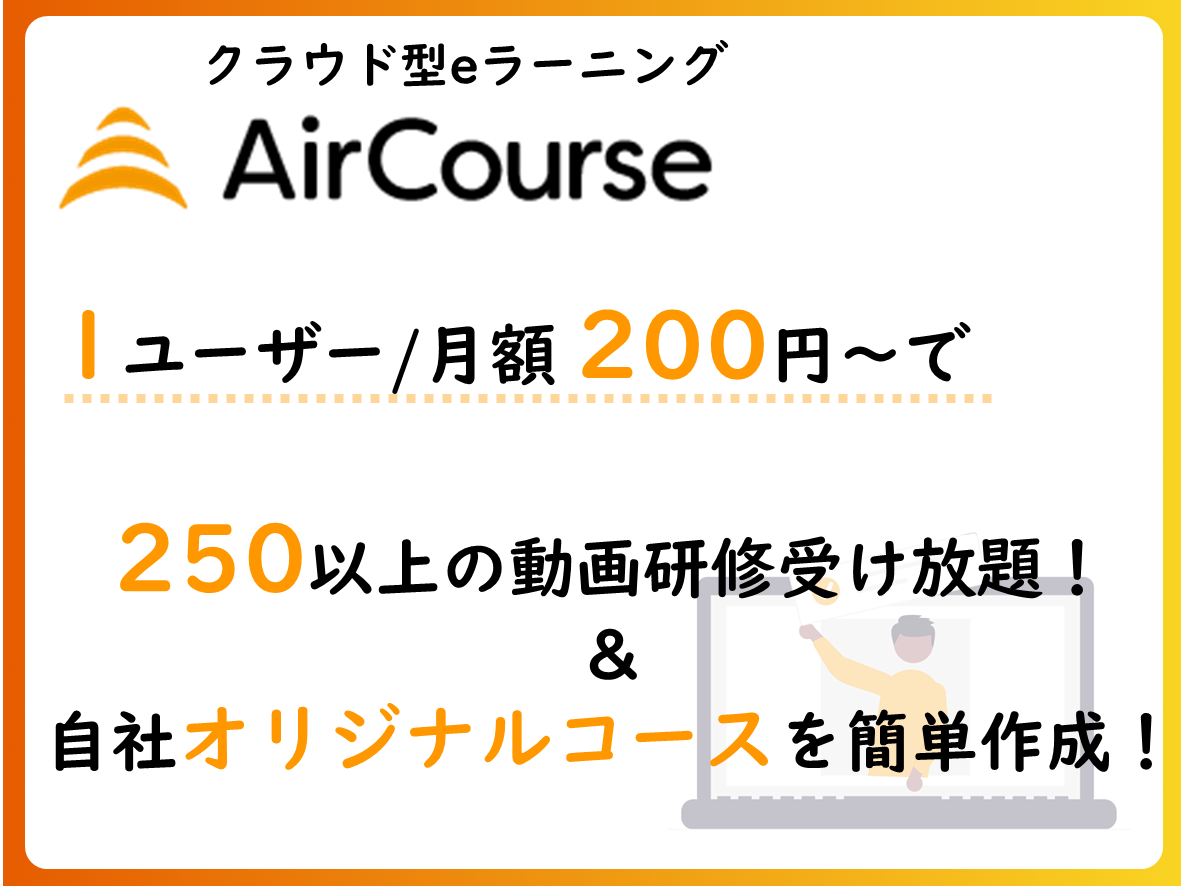 クラウド型eラーニング
AirCourse
1ユーザー/月額 200円～で
250以上の動画研修受け放題！
&
自社オリジナルコースを簡単作成！